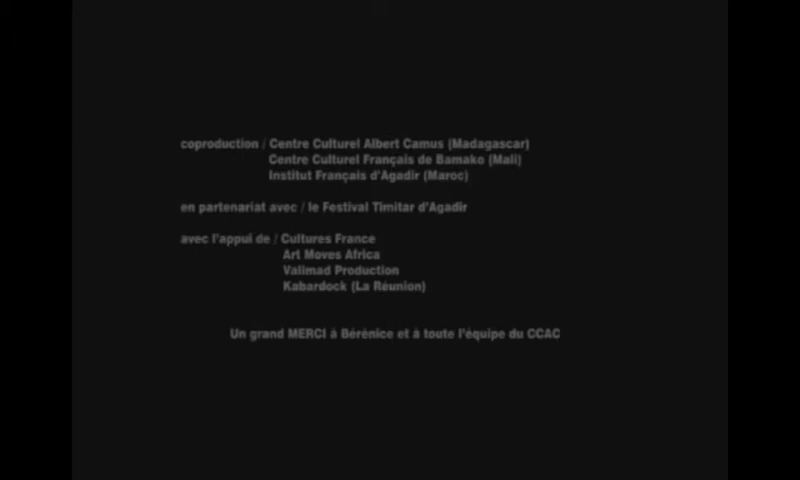 coproduction / Centre Culturel Albert Camus (Madagascar)
Centre Culturel Français de Bamako (Mali)
Institut Français d'Agadir (Maroc)
en partenariat avec / le Festival Timitar d'Agadir
avec l'appui de / Cultures France
Art Moves Africa
Valimad Production
Kabardock (La Réunion)
Un grand MERCI à Bérénice et à toute l'équipe du CCAC